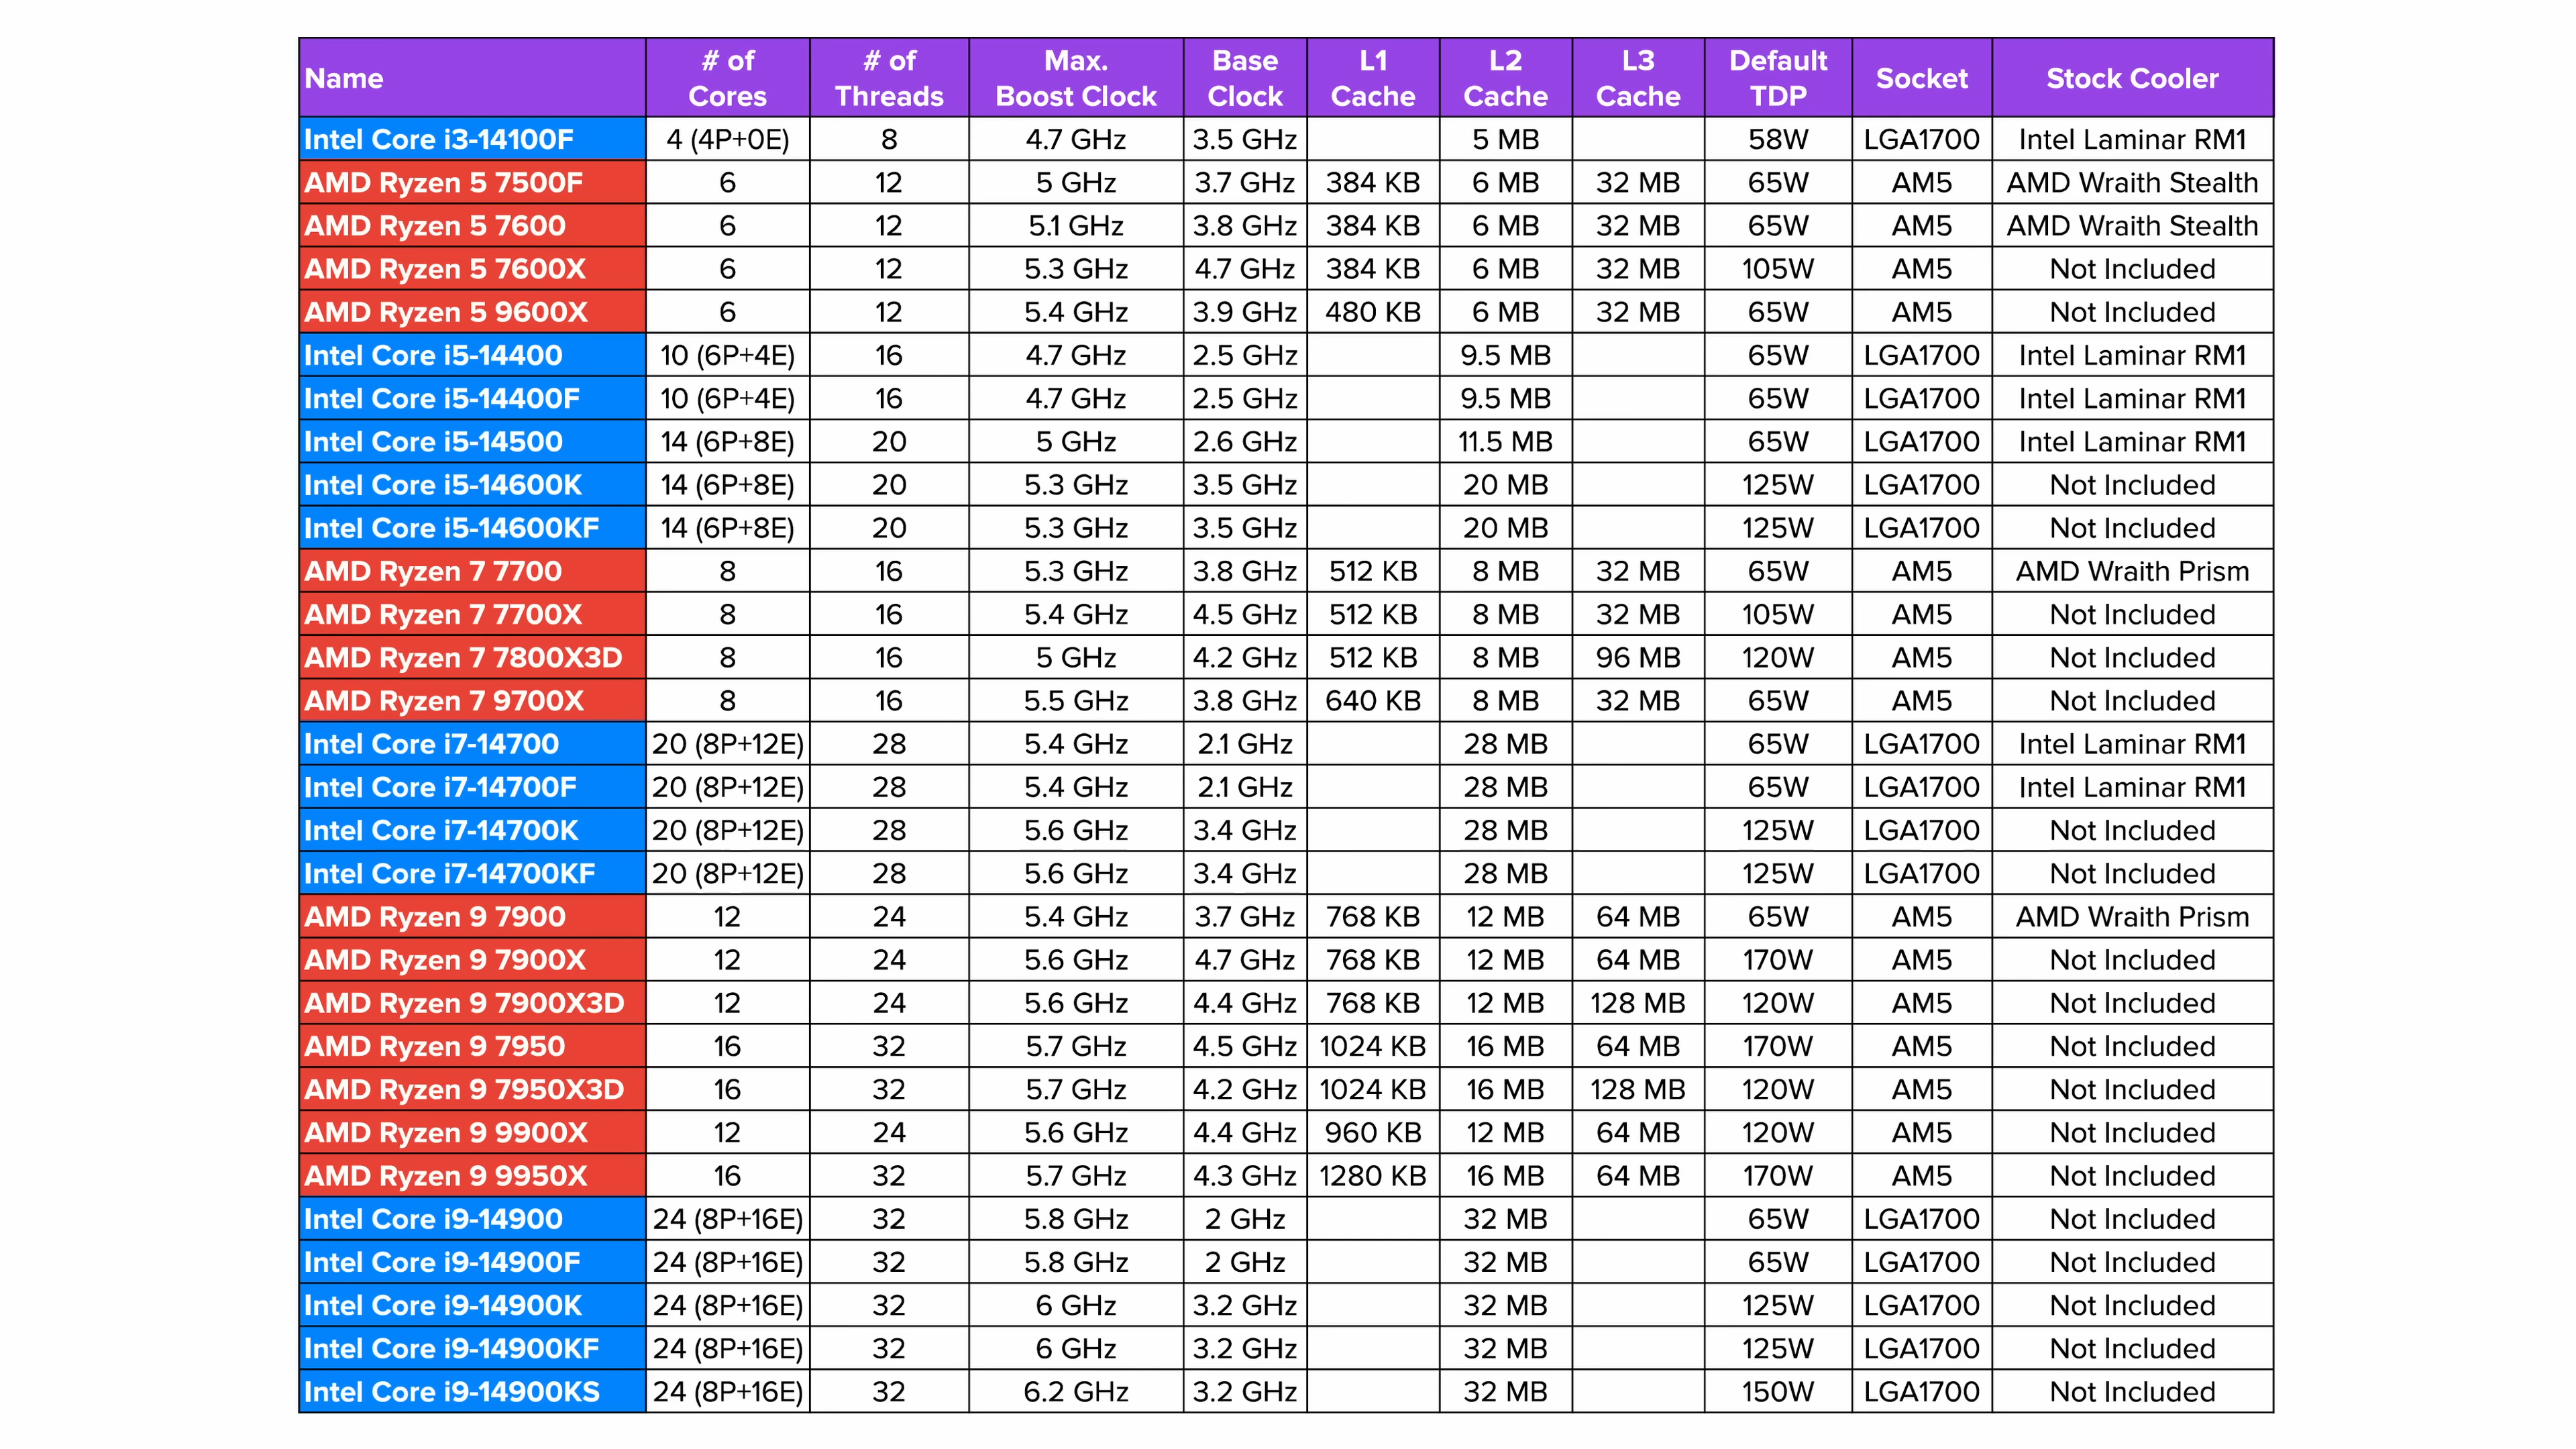 Name # of Cores # of Threads Max. Boost Clock Base Clock L1 Cache L2 Cache L3 Cache Default TDP Socket Stock Cooler
Intel Core i3-14100F 4 (4P+0E) 8 4.7 GHz 3.5 GHz 5 MB 58W LGA1700 Intel Laminar RM1
AMD Ryzen 5 7500F 6 12 5 GHz 3.7 GHz 384 KB 6 MB 32 MB 65W AM5 AMD Wraith Stealth
AMD Ryzen 5 7600 6 12 5.1 GHz 3.8 GHz 384 KB 6 MB 32 MB 65W AM5 AMD Wraith Stealth
AMD Ryzen 5 7600X 6 12 5.3 GHz 4.7 GHz 384 KB 6 MB 32 MB 105W AM5 Not Included
AMD Ryzen 5 9600X 6 12 5.4 GHz 3.9 GHz 480 KB 6 MB 32 MB 65W AM5 Not Included
Intel Core i5-14400 10 (6P+4E) 16 4.7 GHz 2.5 GHz 9.5 MB 65W LGA1700 Intel Laminar RM1
Intel Core i5-14400F 10 (6P+4E) 16 4.7 GHz 2.5 GHz 9.5 MB 65W LGA1700 Intel Laminar RM1
Intel Core i5-14500 14 (6P+8E) 20 5 GHz 2.6 GHz 11.5 MB 65W LGA1700 Intel Laminar RM1
Intel Core i5-14600K 14 (6P+8E) 20 5.3 GHz 3.5 GHz 20 MB 125W LGA1700 Not Included
Intel Core i5-14600KF 14 (6P+8E) 20 5.3 GHz 3.5 GHz 20 MB 125W LGA1700 Not Included
AMD Ryzen 7 7700 8 16 5.3 GHz 3.8 GHz 512 KB 8 MB 32 MB 65W AM5 AMD Wraith Prism
AMD Ryzen 7 7700X 8 16 5.4 GHz 4.5 GHz 512 KB 8 MB 32 MB 105W AM5 Not Included
AMD Ryzen 7 7800X3D 8 16 5 GHz 4.2 GHz 512 KB 8 MB 96 MB 120W AM5 Not Included
AMD Ryzen 7 9700X 8 16 5.5 GHz 3.8 GHz 640 KB 8 MB 32 MB 65W AM5 Not Included
Intel Core i7-14700 20 (8P+12E) 28 5.4 GHz 2.1 GHz 28 MB 65W LGA1700 Intel Laminar RM1
Intel Core i7-14700F 20 (8P+12E) 28 5.4 GHz 2.1 GHz 28 MB 65W LGA1700 Intel Laminar RM1
Intel Core i7-14700K 20 (8P+12E) 28 5.6 GHz 3.4 GHz 28 MB 125W LGA1700 Not Included
Intel Core i7-14700KF 20 (8P+12E) 28 5.6 GHz 3.4 GHz 28 MB 125W LGA1700 Not Included
AMD Ryzen 9 7900 12 24 5.4 GHz 3.7 GHz 768 KB 12 MB 64 MB 65W AM5 AMD Wraith Prism
AMD Ryzen 9 7900X 12 24 5.6 GHz 4.7 GHz 768 KB 12 MB 64 MB 170W AM5 Not Included
AMD Ryzen 9 7900X3D 12 24 5.6 GHz 4.4 GHz 768 KB 12 MB 128 MB 120W AM5 Not Included
AMD Ryzen 9 7950 16 32 5.7 GHz 4.5 GHz 1024 KB 16 MB 64 MB 170W AM5 Not Included
AMD Ryzen 9 7950X3D 16 32 5.7 GHz 4.2 GHz 1024 KB 16 MB 128 MB 120W AM5 Not Included
AMD Ryzen 9 9900X 12 24 5.6 GHz 4.4 GHz 960 KB 12 MB 64 MB 120W AM5 Not Included
AMD Ryzen 9 9950X 16 32 5.7 GHz 4.3 GHz 1280 KB 16 MB 64 MB 170W AM5 Not Included
Intel Core i9-14900 24 (8P+16E) 32 5.8 GHz 2 GHz 32 MB 65W LGA1700 Not Included
Intel Core i9-14900F 24 (8P+16E) 32 5.8 GHz 2 GHz 32 MB 65W LGA1700 Not Included
Intel Core i9-14900K 24 (8P+16E) 32 6 GHz 3.2 GHz 32 MB 125W LGA1700 Not Included
Intel Core i9-14900KF 24 (8P+16E) 32 6 GHz 3.2 GHz 32 MB 125W LGA1700 Not Included
Intel Core i9-14900KS 24 (8P+16E) 32 6.2 GHz 3.2 GHz 32 MB 150W LGA1700 Not Included